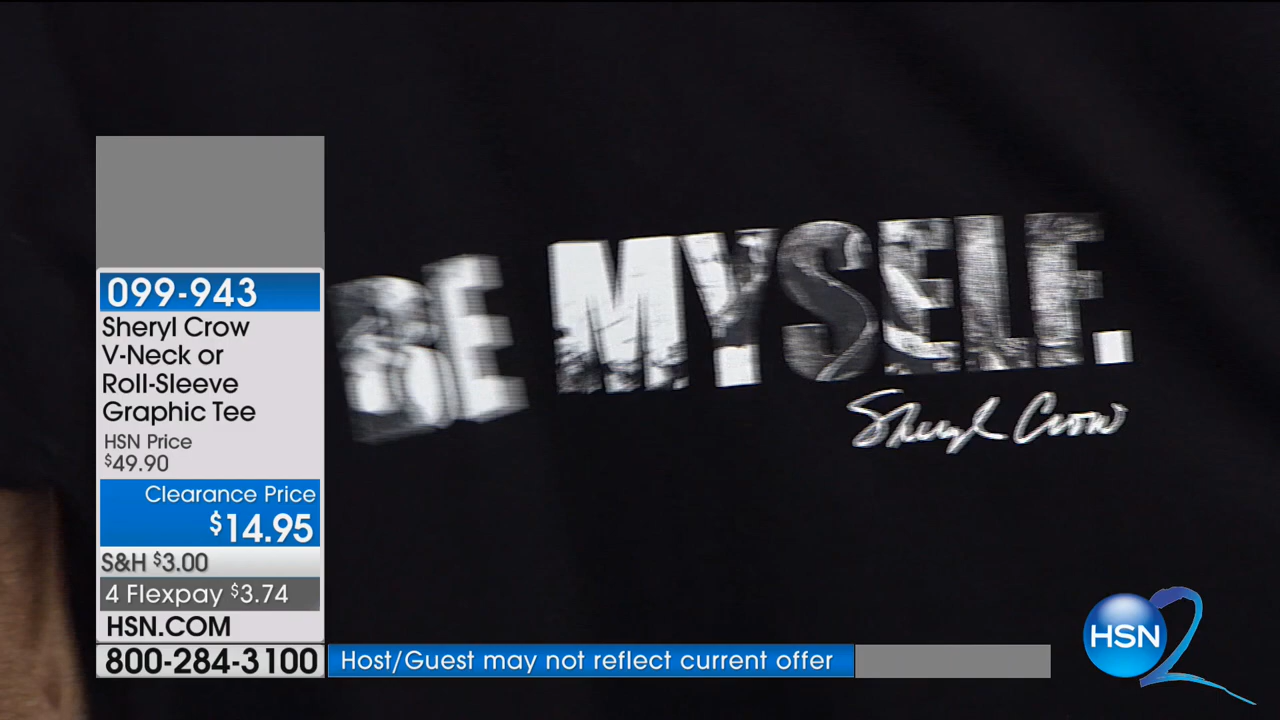 BE MYSELF.
Sheryl Crow
099-943
Sheryl Crow
V-Neck or
Roll-Sleeve
Graphic Tee
HSN Price
$49.90
Clearance Price
$14.95
S&H $3.00
4 Flexpay $3.74
HSN.COM
800-284-3100
Host/Guest may not reflect current offer
HSN2